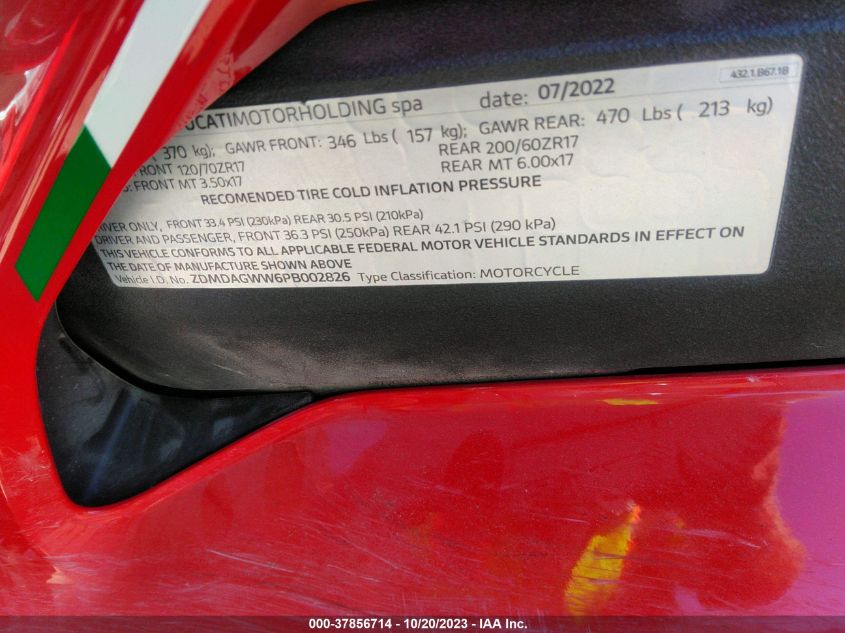 432.1.B67.1B
UCATIMOTORHOLDING spa date: 07/2022
( 370 kg); GAWR FRONT: 346 Lbs ( 157 kg); GAWR REAR: 470 Lbs ( 213 kg)
FRONT 120/70ZR17 REAR 200/60ZR17
FRONT MT 3.50x17 REAR MT 6.00x17
RECOMENDED TIRE COLD INFLATION PRESSURE
RIVER ONLY, FRONT 33.4 PSI (230kPa) REAR 30.5 PSI (210kPa)
DRIVER AND PASSENGER, FRONT 36.3 PSI (250kPa) REAR 42.1 PSI (290 kPa)
THIS VEHICLE CONFORMS TO ALL APPLICABLE FEDERAL MOTOR VEHICLE STANDARDS IN EFFECT ON
THE DATE OF MANUFACTURE SHOWN ABOVE
Vehicle I.D. No. ZDMDAGWW6PB002826 Type Classification: MOTORCYCLE
000-37856714 - 10/20/2023 - IAA Inc.